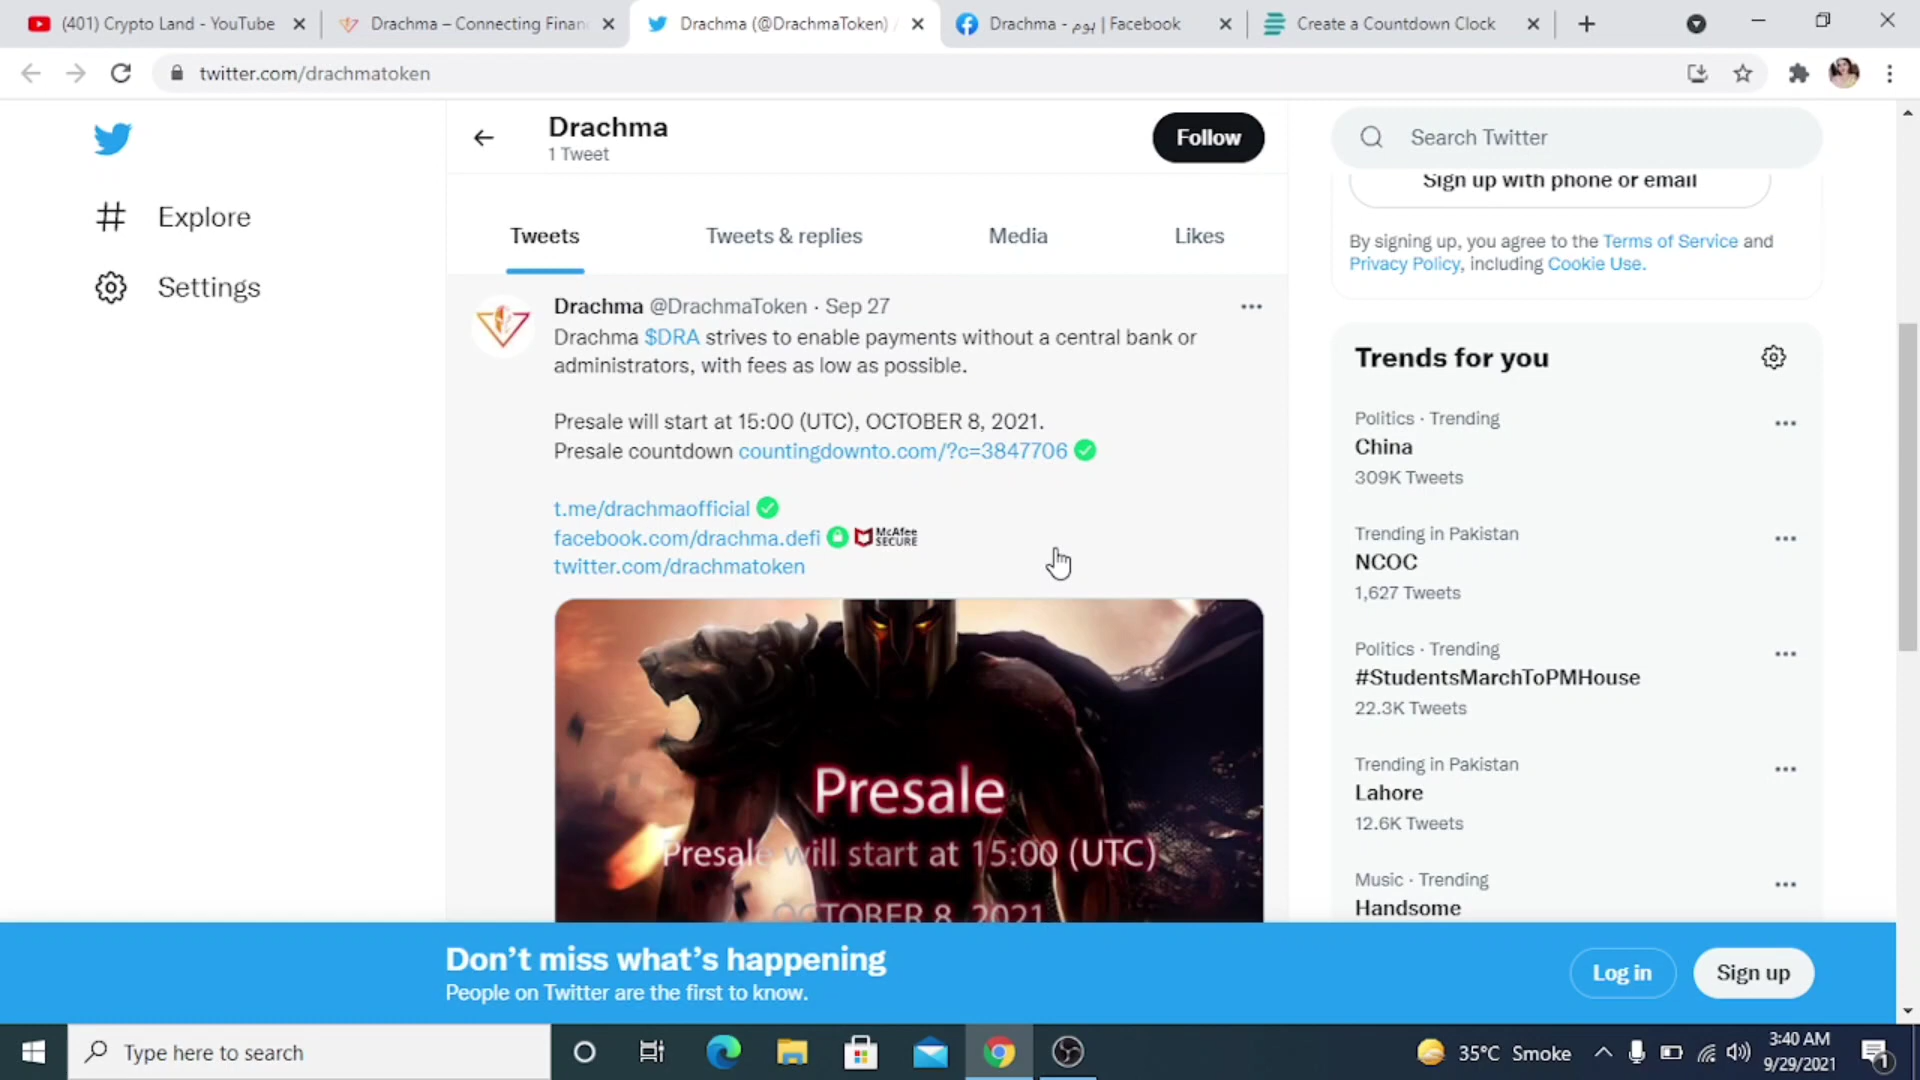 (401) Crypto Land - YouTube
Drachma – Connecting Finan
Drachma (@DrachmaToken) /
Drachma - ہوم | Facebook
Create a Countdown Clock
twitter.com/drachmatoken
Explore
Settings
Drachma
1 Tweet
Follow
Tweets
Tweets & replies
Media
Likes
Drachma @DrachmaToken · Sep 27
Drachma $DRA strives to enable payments without a central bank or
administrators, with fees as low as possible.
Presale will start at 15:00 (UTC), OCTOBER 8, 2021.
Presale countdown countingdownto.com/?c=3847706
t.me/drachmaofficial
facebook.com/drachma.defi McAfee SECURE
twitter.com/drachmatoken
Presale
Presale will start at 15:00 (UTC)
OCTOBER 8, 2021
Search Twitter
Sign up with phone or email
By signing up, you agree to the Terms of Service and
Privacy Policy, including Cookie Use.
Trends for you
Politics · Trending
China
309K Tweets
Trending in Pakistan
NCOC
1,627 Tweets
Politics · Trending
#StudentsMarchToPMHouse
22.3K Tweets
Trending in Pakistan
Lahore
12.6K Tweets
Music · Trending
Handsome
Don't miss what's happening
People on Twitter are the first to know.
Log in
Sign up
Type here to search
35°C Smoke
3:40 AM
9/29/2021
1